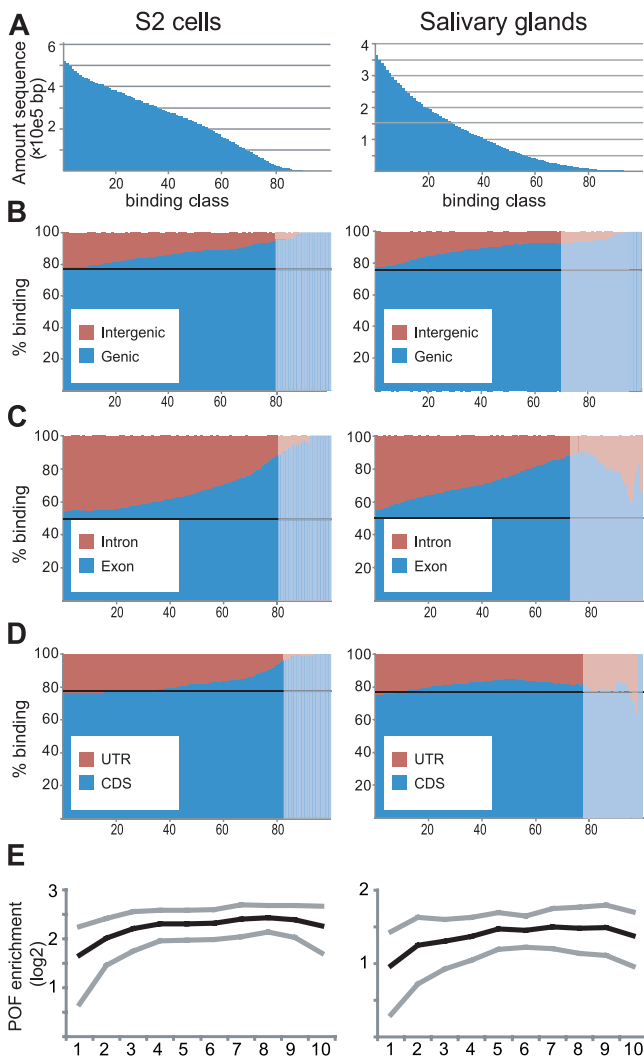 S2 cells
Salivary glands
A
Amount sequence
(×10e5 bp)
6
4
2
20 40 60 80
binding class
4
3
2
1
20 40 60 80
binding class
B
% binding
100
80
60
40
20
Intergenic
Genic
20 40 60 80
100
80
60
40
20
Intergenic
Genic
20 40 60 80
C
% binding
100
80
60
40
20
Intron
Exon
20 40 60 80
100
80
60
40
20
Intron
Exon
20 40 60 80
D
% binding
100
80
60
40
20
UTR
CDS
20 40 60 80
100
80
60
40
20
UTR
CDS
20 40 60 80
E
POF enrichment
(log2)
3
2
1
1 2 3 4 5 6 7 8 9 10
2
1
1 2 3 4 5 6 7 8 9 10